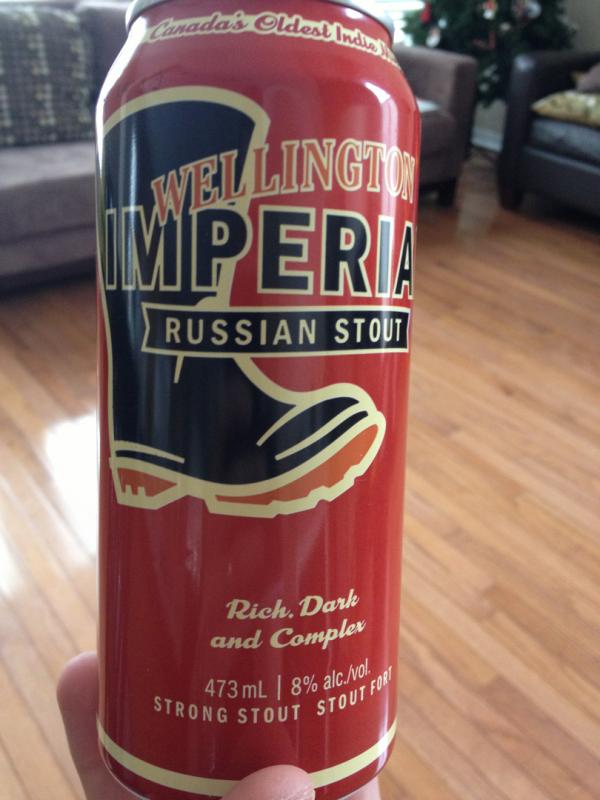 Canada's Oldest Indie
WELLINGTON
IMPERIA
RUSSIAN STOUT
Rich, Dark
and Complex
473 mL | 8% alc./vol.
STRONG STOUT STOUT FORT